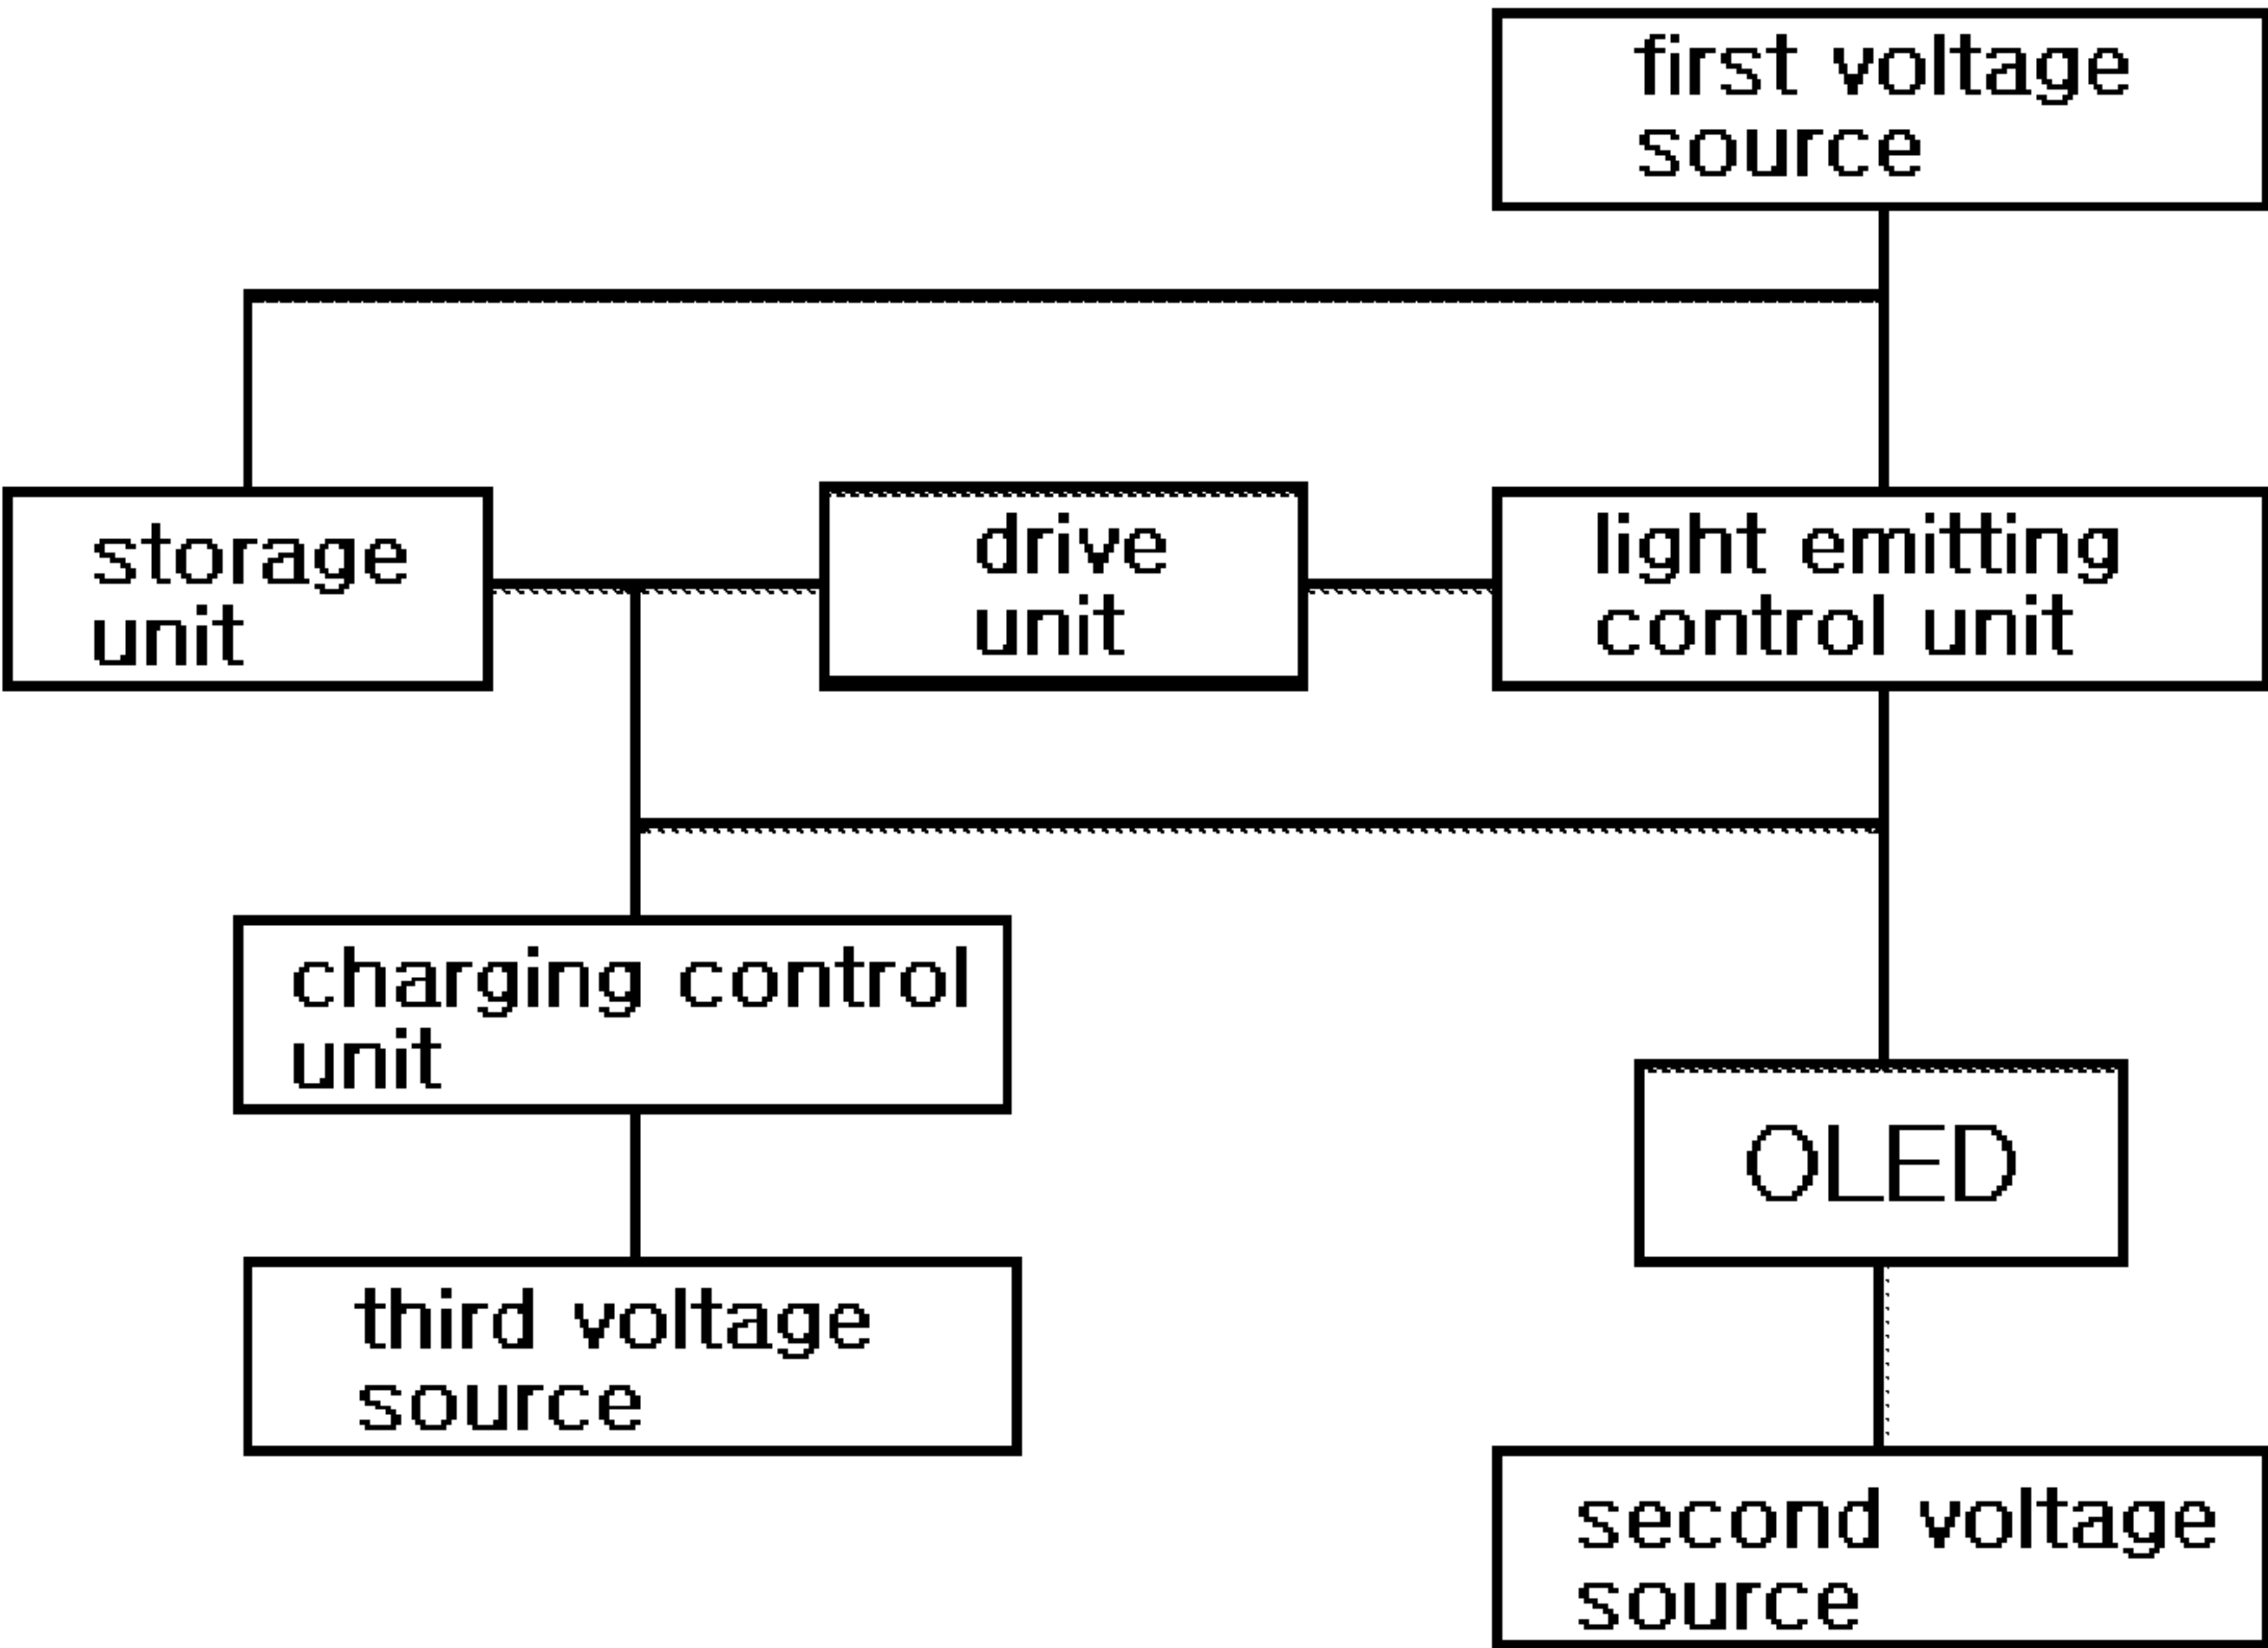 first voltage
source
storage
unit
drive
unit
light emitting
control unit
charging control
unit
OLED
third voltage
source
second voltage
source